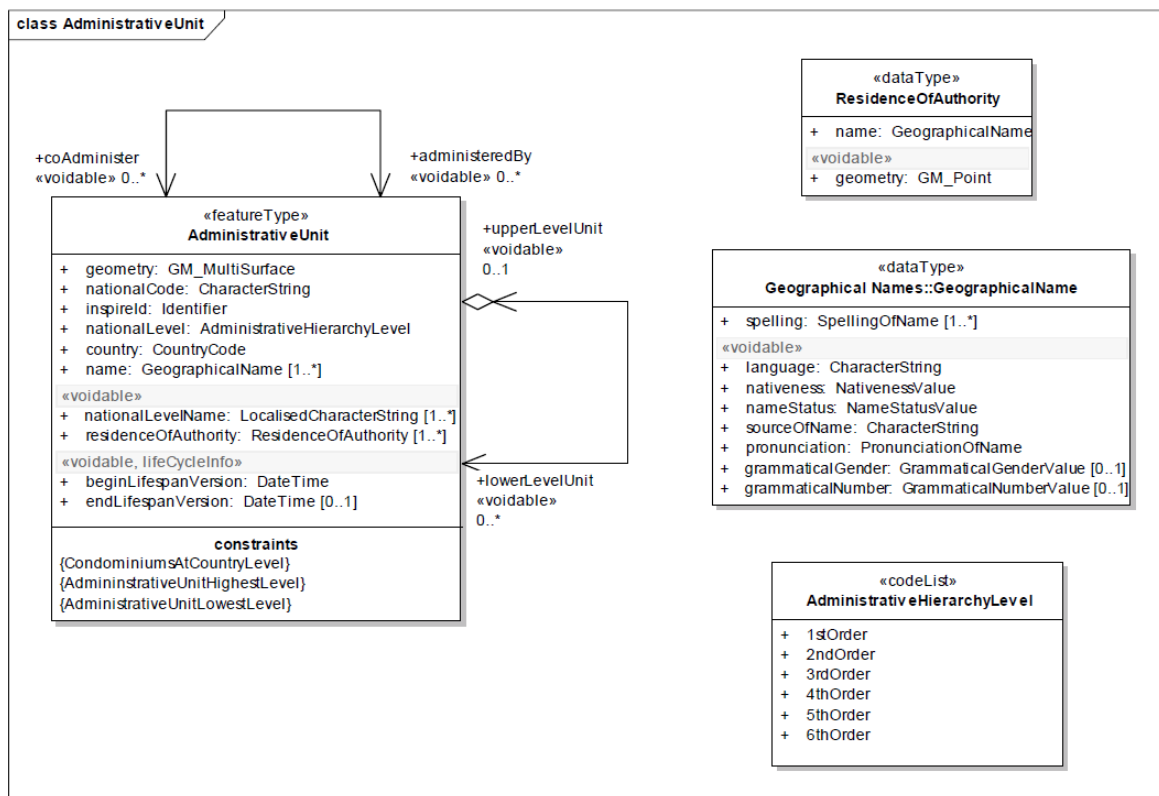 class AdministrativeUnit
+coAdminister
«voidable» 0..*
+administeredBy
«voidable» 0..*
«featureType»
AdministrativeUnit
+ geometry: GM_MultiSurface
+ nationalCode: CharacterString
+ inspireId: Identifier
+ nationalLevel: AdministrativeHierarchyLevel
+ country: CountryCode
+ name: GeographicalName [1..*]
«voidable»
+ nationalLevelName: LocalisedCharacterString [1..*]
+ residenceOfAuthority: ResidenceOfAuthority [1..*]
«voidable, lifeCycleInfo»
+ beginLifespanVersion: DateTime
+ endLifespanVersion: DateTime [0..1]
constraints
{CondominiumsAtCountryLevel}
{AdmininstrativeUnitHighestLevel}
{AdministrativeUnitLowestLevel}
+upperLevelUnit
«voidable»
0..1
+lowerLevelUnit
«voidable»
0..*
«dataType»
ResidenceOfAuthority
+ name: GeographicalName
«voidable»
+ geometry: GM_Point
«dataType»
Geographical Names::GeographicalName
+ spelling: SpellingOfName [1..*]
«voidable»
+ language: CharacterString
+ nativeness: NativenessValue
+ nameStatus: NameStatusValue
+ sourceOfName: CharacterString
+ pronunciation: PronunciationOfName
+ grammaticalGender: GrammaticalGenderValue [0..1]
+ grammaticalNumber: GrammaticalNumberValue [0..1]
«codeList»
AdministrativeHierarchyLevel
+ 1stOrder
+ 2ndOrder
+ 3rdOrder
+ 4thOrder
+ 5thOrder
+ 6thOrder